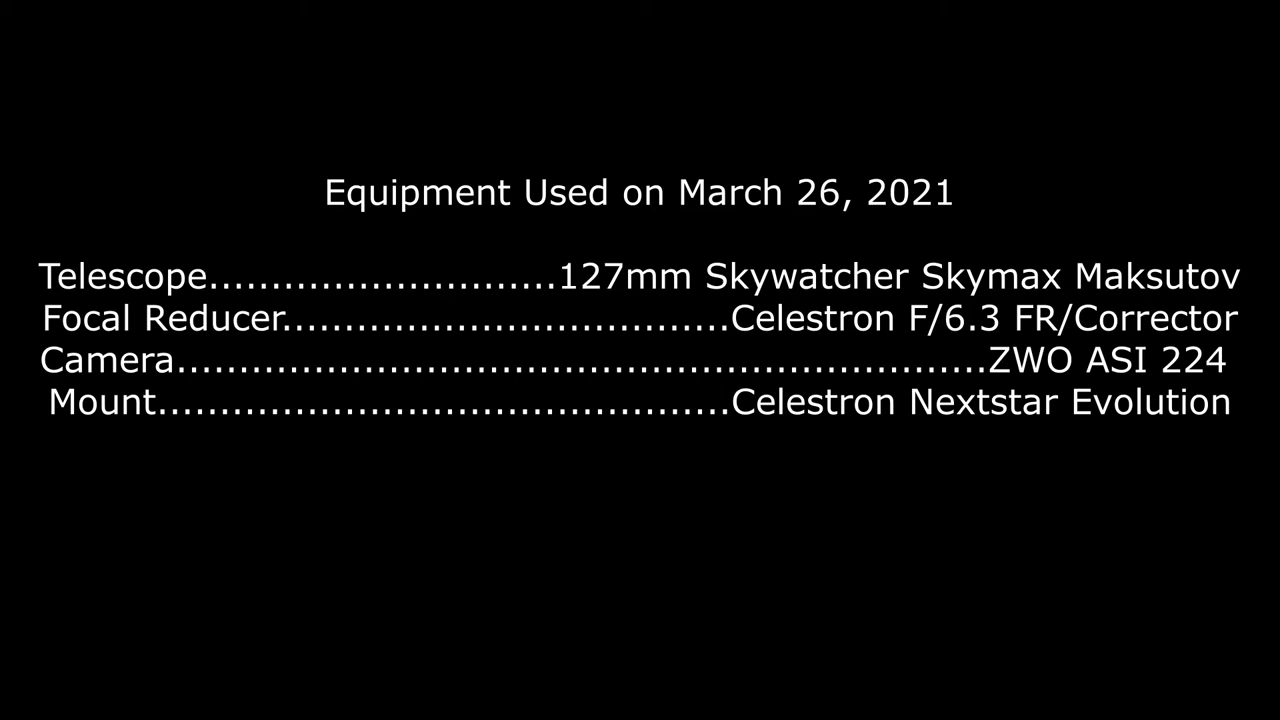 Equipment Used on March 26, 2021
Telescope............................127mm Skywatcher Skymax Maksutov
Focal Reducer....................................Celestron F/6.3 FR/Corrector
Camera.................................................................ZWO ASI 224
Mount..............................................Celestron Nextstar Evolution